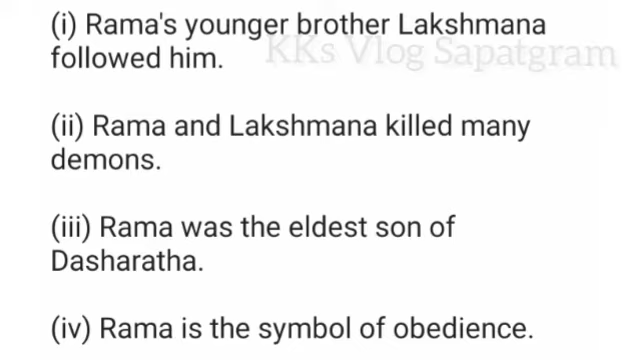 (i) Rama's younger brother Lakshmana
followed him.
KKs Vlog Sapatgram
(ii) Rama and Lakshmana killed many
demons.
(iii) Rama was the eldest son of
Dasharatha.
(iv) Rama is the symbol of obedience.